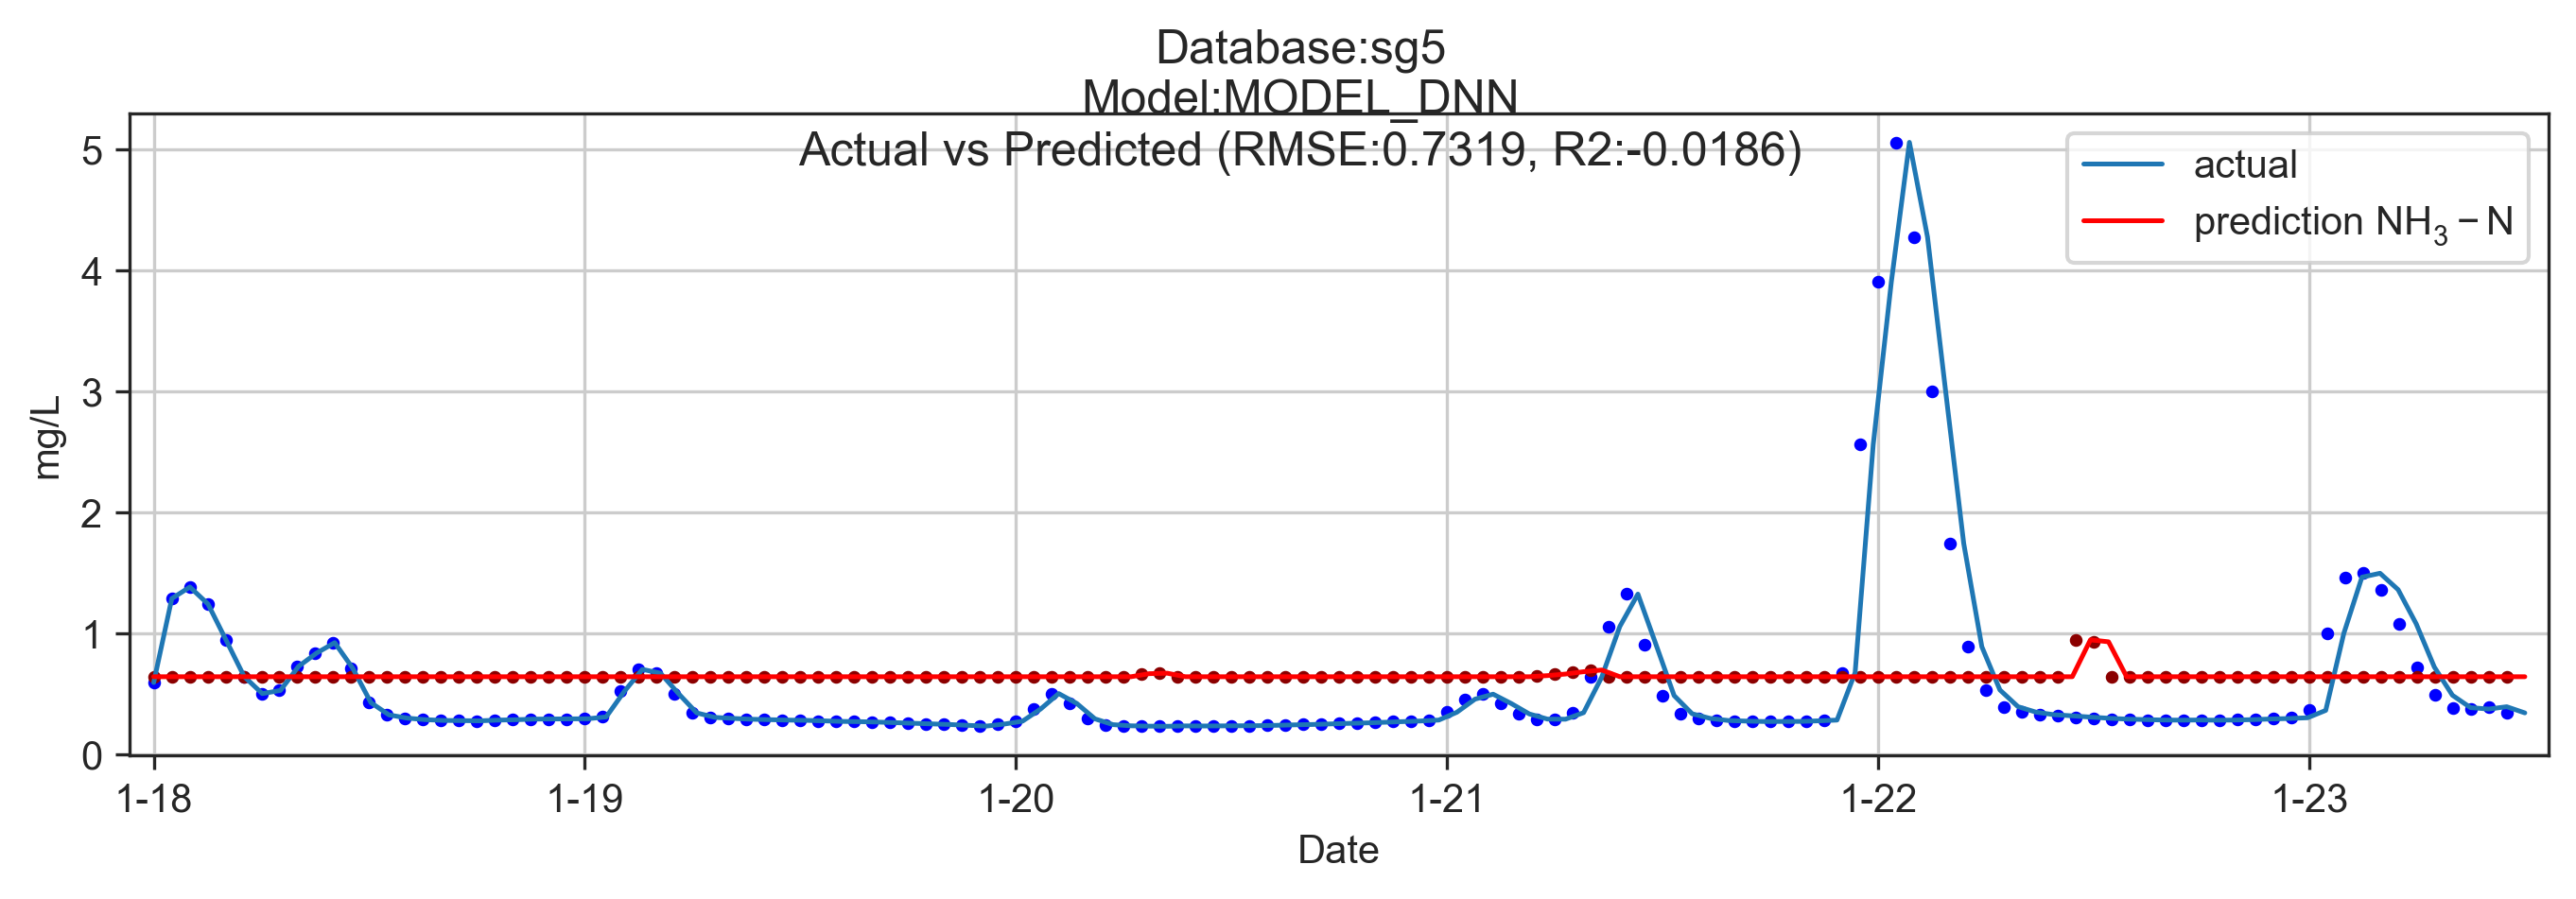 Database:sg5
Model:MODEL_DNN
Actual vs Predicted (RMSE:0.7319, R2:-0.0186)
actual
prediction NH₃ − N
mg/L
5
4
3
2
1
0
1-18 1-19 1-20 1-21 1-22 1-23
Date